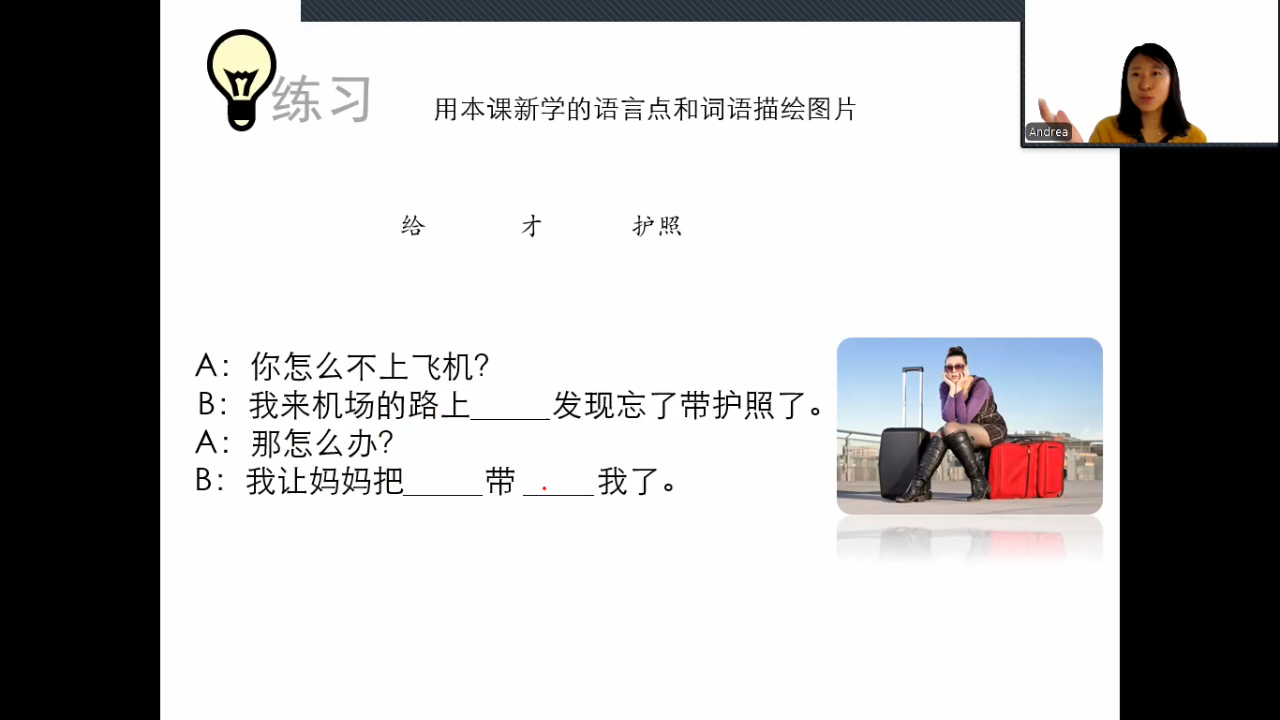 练习
用本课新学的语言点和词语描绘图片
Andrea
给 才 护照
A：你怎么不上飞机？
B：我来机场的路上_____发现忘了带护照了。
A：那怎么办？
B：我让妈妈把_____带 _____我了。